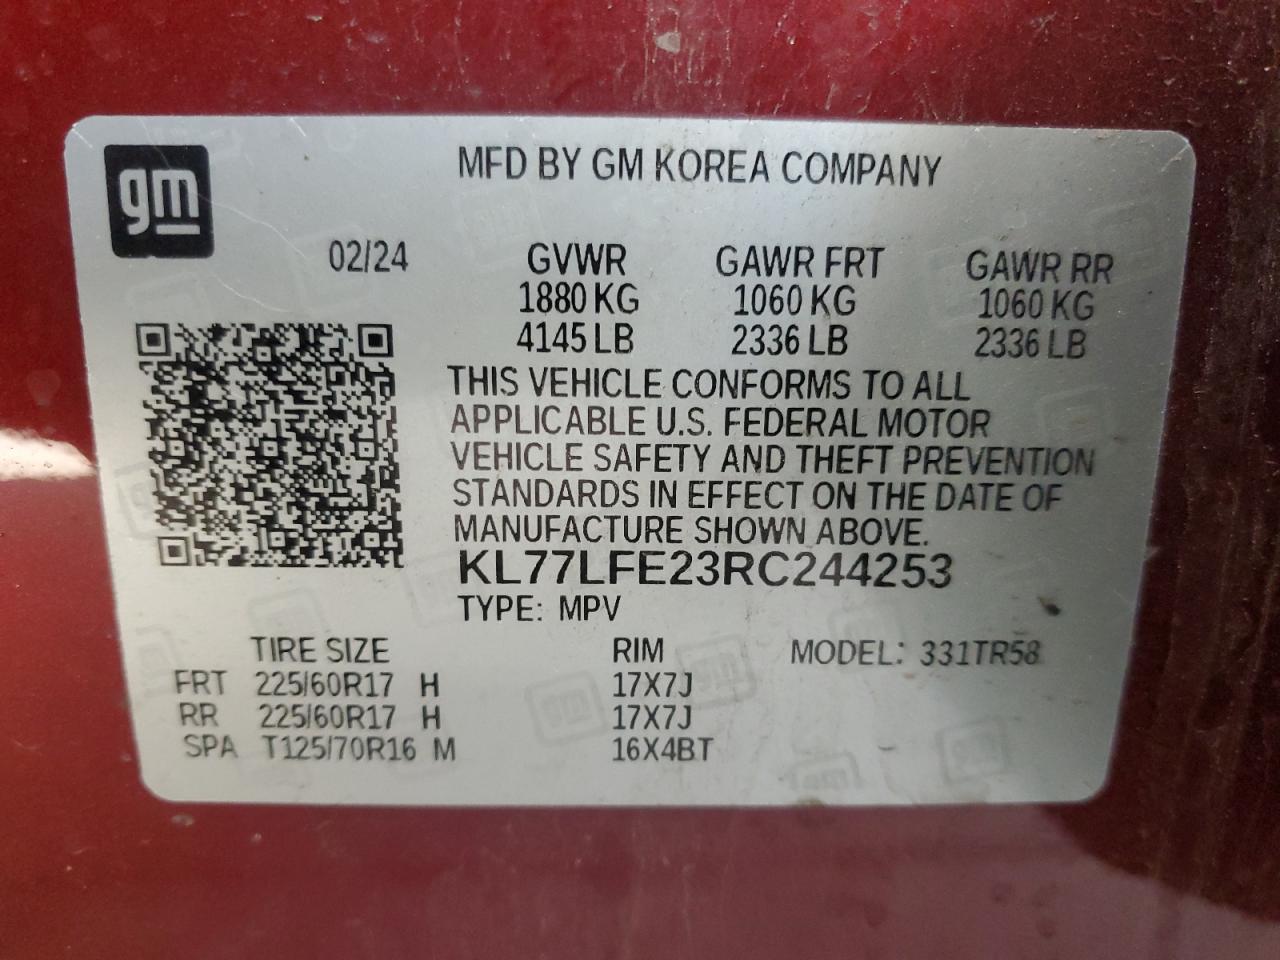 gm
MFD BY GM KOREA COMPANY
02/24 GVWR GAWR FRT GAWR RR
1880 KG 1060 KG 1060 KG
4145 LB 2336 LB 2336 LB
THIS VEHICLE CONFORMS TO ALL
APPLICABLE U.S. FEDERAL MOTOR
VEHICLE SAFETY AND THEFT PREVENTION
STANDARDS IN EFFECT ON THE DATE OF
MANUFACTURE SHOWN ABOVE.
KL77LFE23RC244253
TYPE: MPV
TIRE SIZE RIM MODEL: 331TR58
FRT 225/60R17 H 17X7J
RR 225/60R17 H 17X7J
SPA T125/70R16 M 16X4BT